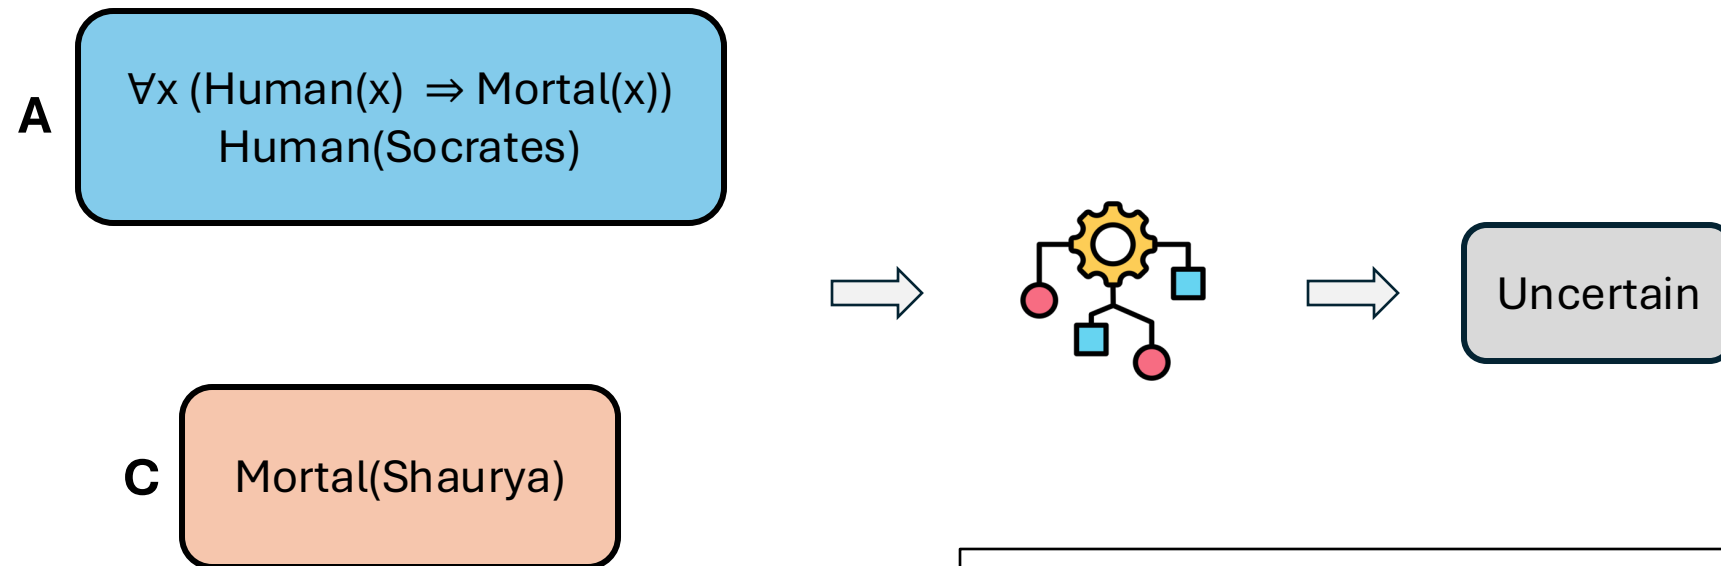 A
∀x (Human(x) ⇒ Mortal(x))
Human(Socrates)
Uncertain
C
Mortal(Shaurya)